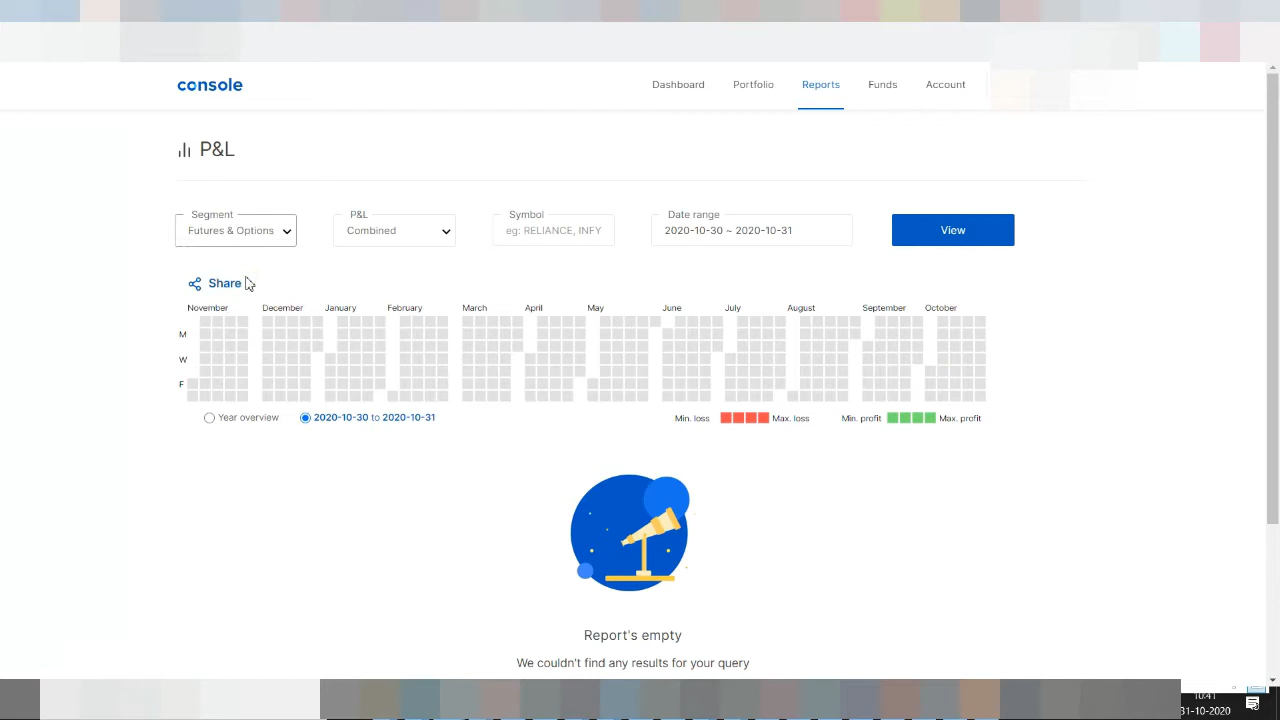 console
Dashboard Portfolio Reports Funds Account
P&L
Segment P&L Symbol Date range
Futures & Options Combined eg: RELIANCE, INFY 2020-10-30 ~ 2020-10-31 View
Share
November December January February March April May June July August September October
M
W
F
Year overview 2020-10-30 to 2020-10-31 Min. loss Max. loss Min. profit Max. profit
Report's empty
We couldn't find any results for your query
10:41
31-10-2020